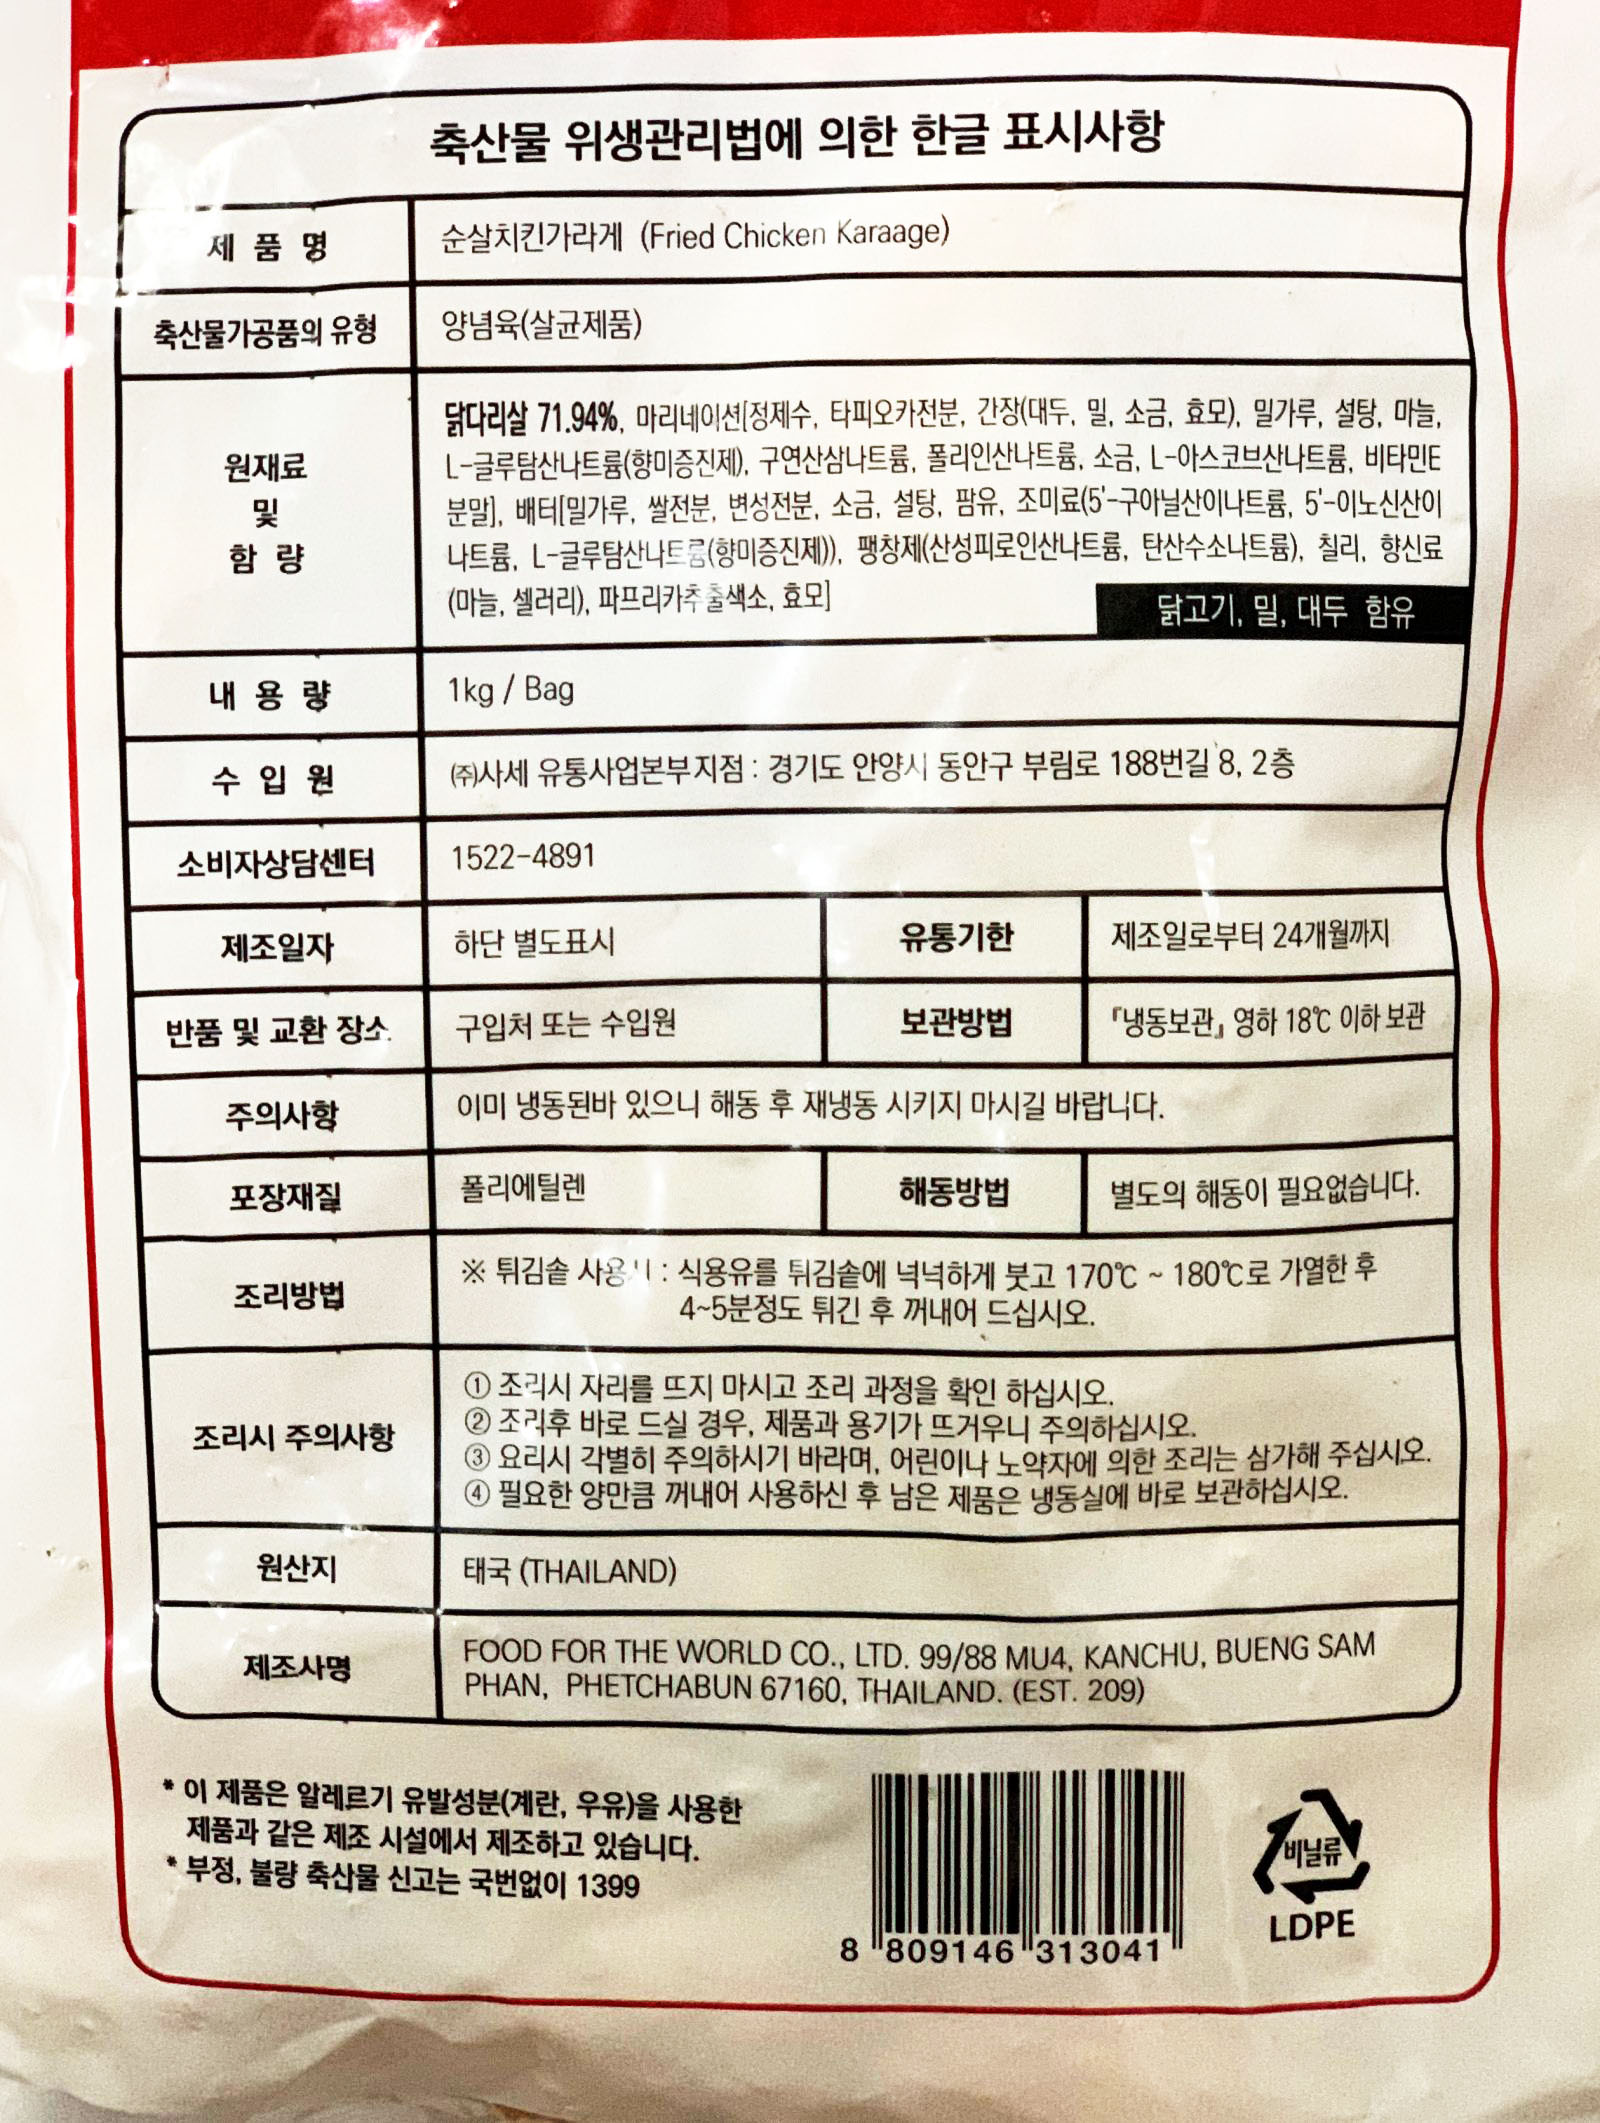 축산물 위생관리법에 의한 한글 표시사항
제 품 명
순살치킨가라게 (Fried Chicken Karaage)
축산물가공품의 유형
양념육(살균제품)
원재료
및
함 량
닭다리살 71.94%, 마리네이션[정제수, 타피오카전분, 간장(대두, 밀, 소금, 효모), 밀가루, 설탕, 마늘,
L-글루탐산나트륨(향미증진제), 구연산삼나트륨, 폴리인산나트륨, 소금, L-아스코브산나트륨, 비타민E
분말], 배터[밀가루, 쌀전분, 변성전분, 소금, 설탕, 팜유, 조미료(5'-구아닐산이나트륨, 5'-이노신산이
나트륨, L-글루탐산나트륨(향미증진제)), 팽창제(산성피로인산나트륨, 탄산수소나트륨), 칠리, 향신료
(마늘, 셀러리), 파프리카추출색소, 효모]
닭고기, 밀, 대두 함유
내 용 량
1kg / Bag
수 입 원
㈜사세 유통사업본부지점 : 경기도 안양시 동안구 부림로 188번길 8, 2층
소비자상담센터
1522-4891
제조일자
하단 별도표시
유통기한
제조일로부터 24개월까지
반품 및 교환 장소
구입처 또는 수입원
보관방법
『냉동보관』 영하 18℃ 이하 보관
주의사항
이미 냉동된바 있으니 해동 후 재냉동 시키지 마시길 바랍니다.
포장재질
폴리에틸렌
해동방법
별도의 해동이 필요없습니다.
조리방법
※ 튀김솥 사용시 : 식용유를 튀김솥에 넉넉하게 붓고 170℃ ~ 180℃로 가열한 후
4~5분정도 튀긴 후 꺼내어 드십시오.
조리시 주의사항
① 조리시 자리를 뜨지 마시고 조리 과정을 확인 하십시오.
② 조리후 바로 드실 경우, 제품과 용기가 뜨거우니 주의하십시오.
③ 요리시 각별히 주의하시기 바라며, 어린이나 노약자에 의한 조리는 삼가해 주십시오.
④ 필요한 양만큼 꺼내어 사용하신 후 남은 제품은 냉동실에 바로 보관하십시오.
원산지
태국 (THAILAND)
제조사명
FOOD FOR THE WORLD CO., LTD. 99/88 MU4, KANCHU, BUENG SAM
PHAN, PHETCHABUN 67160, THAILAND. (EST. 209)
* 이 제품은 알레르기 유발성분(계란, 우유)을 사용한
제품과 같은 제조 시설에서 제조하고 있습니다.
* 부정, 불량 축산물 신고는 국번없이 1399
8 809146 313041
비닐류
LDPE